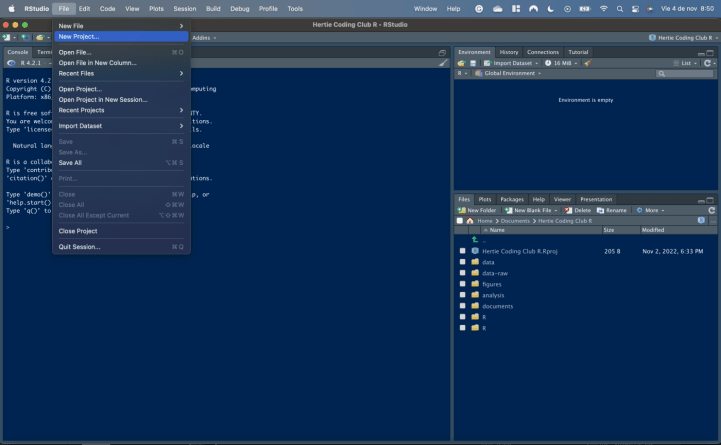 RStudio File Edit Code View Plots Session Build Debug Profile Tools Window Help Vie 4 de nov 8:50
Hertie Coding Club R - RStudio
Addins
Hertie Coding Club R
New File
New Project...
Open File... ⌘ O
Open File in New Column...
Recent Files
Open Project...
Open Project in New Session...
Recent Projects
Import Dataset
Save ⌘ S
Save As...
Save All ⌥ ⌘ S
Print...
Close ⌘ W
Close All ⇧ ⌘ W
Close All Except Current ⌥ ⇧ ⌘ W
Close Project
Quit Session... ⌘ Q
Console Term
R 4.2.1
R version 4.2
Copyright (C) mputing
Platform: x86
R is free sof NTY.
You are welco tions.
Type 'license ls.
Natural lang ocale
R is a collab
Type 'contrib
'citation()' ations.
Type 'demo()' p, or
'help.start()
Type 'q()' to
>
Environment History Connections Tutorial
Import Dataset 16 MiB List
R Global Environment
Environment is empty
Files Plots Packages Help Viewer Presentation
New Folder New Blank File Delete Rename More
Home Documents Hertie Coding Club R
Name Size Modified
..
Hertie Coding Club R.Rproj 205 B Nov 2, 2022, 6:33 PM
data
data-raw
figures
analysis
documents
R
R